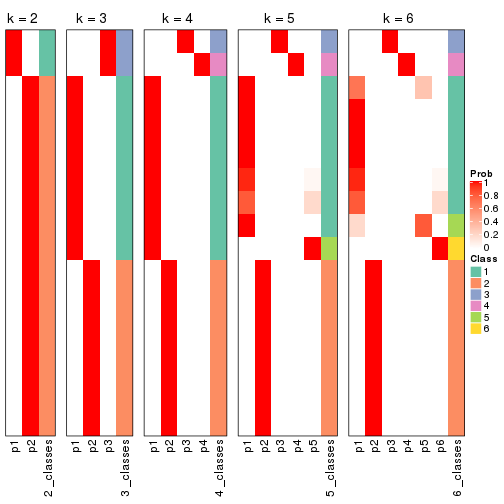 k = 2
k = 3
k = 4
k = 5
k = 6
Prob
1
0.8
0.6
0.4
0.2
0
Class
1
2
3
4
5
6
p1
p2
2_classes
p1
p2
p3
3_classes
p1
p2
p3
p4
4_classes
p1
p2
p3
p4
p5
5_classes
p1
p2
p3
p4
p5
p6
6_classes